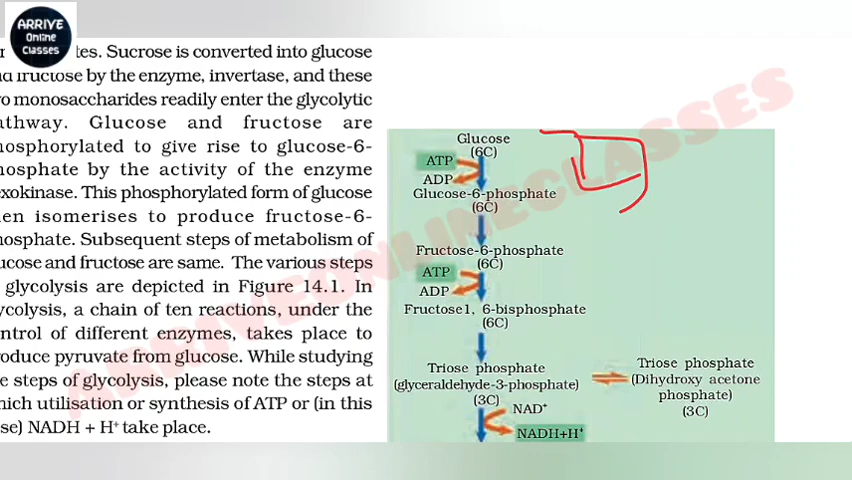 ARRIVE
Online
Classes
tes. Sucrose is converted into glucose
fructose by the enzyme, invertase, and these
o monosaccharides readily enter the glycolytic
athway. Glucose and fructose are
hosphorylated to give rise to glucose-6-
hosphate by the activity of the enzyme
exokinase. This phosphorylated form of glucose
en isomerises to produce fructose-6-
hosphate. Subsequent steps of metabolism of
ucose and fructose are same. The various steps
glycolysis are depicted in Figure 14.1. In
ycolysis, a chain of ten reactions, under the
ntrol of different enzymes, takes place to
roduce pyruvate from glucose. While studying
e steps of glycolysis, please note the steps at
hich utilisation or synthesis of ATP or (in this
se) NADH + H⁺ take place.
Glucose
(6C)
ATP
ADP
Glucose-6-phosphate
(6C)
Fructose-6-phosphate
(6C)
ATP
ADP
Fructose1, 6-bisphosphate
(6C)
Triose phosphate
(glyceraldehyde-3-phosphate)
(3C)
Triose phosphate
(Dihydroxy acetone
phosphate)
(3C)
NAD⁺
NADH+H⁺
ARRIVEONLINECLASSES